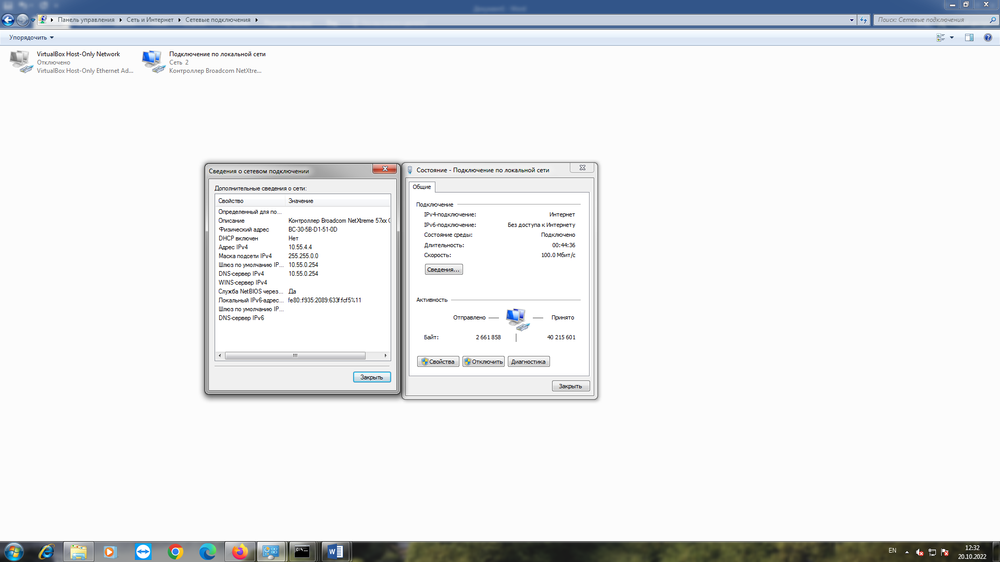 Панель управления
Сеть и Интернет
Сетевые подключения
Поиск: Сетевые подключения
Упорядочить
VirtualBox Host-Only Network
Отключено
VirtualBox Host-Only Ethernet Ad...
Подключение по локальной сети
Сеть 2
Контроллер Broadcom NetXtre...
Сведения о сетевом подключении
Дополнительные сведения о сети:
Свойство Значение
Определенный для по...
Описание Контроллер Broadcom NetXtreme 57xx
Физический адрес BC-30-5B-D1-51-0D
DHCP включен Нет
Адрес IPv4 10.55.4.4
Маска подсети IPv4 255.255.0.0
Шлюз по умолчанию IP... 10.55.0.254
DNS-сервер IPv4 10.55.0.254
WINS-сервер IPv4
Служба NetBIOS через... Да
Локальный IPv6-адрес... fe80::f935:2089:633f:fcf5%11
Шлюз по умолчанию IP...
DNS-сервер IPv6
Закрыть
Состояние - Подключение по локальной сети
Общие
Подключение
IPv4-подключение: Интернет
IPv6-подключение: Без доступа к Интернету
Состояние среды: Подключено
Длительность: 00:44:36
Скорость: 100.0 Мбит/с
Сведения...
Активность
Отправлено — — Принято
Байт: 2 661 858 | 40 215 601
Свойства Отключить Диагностика
Закрыть
C:\_
W
EN
12:32
20.10.2022